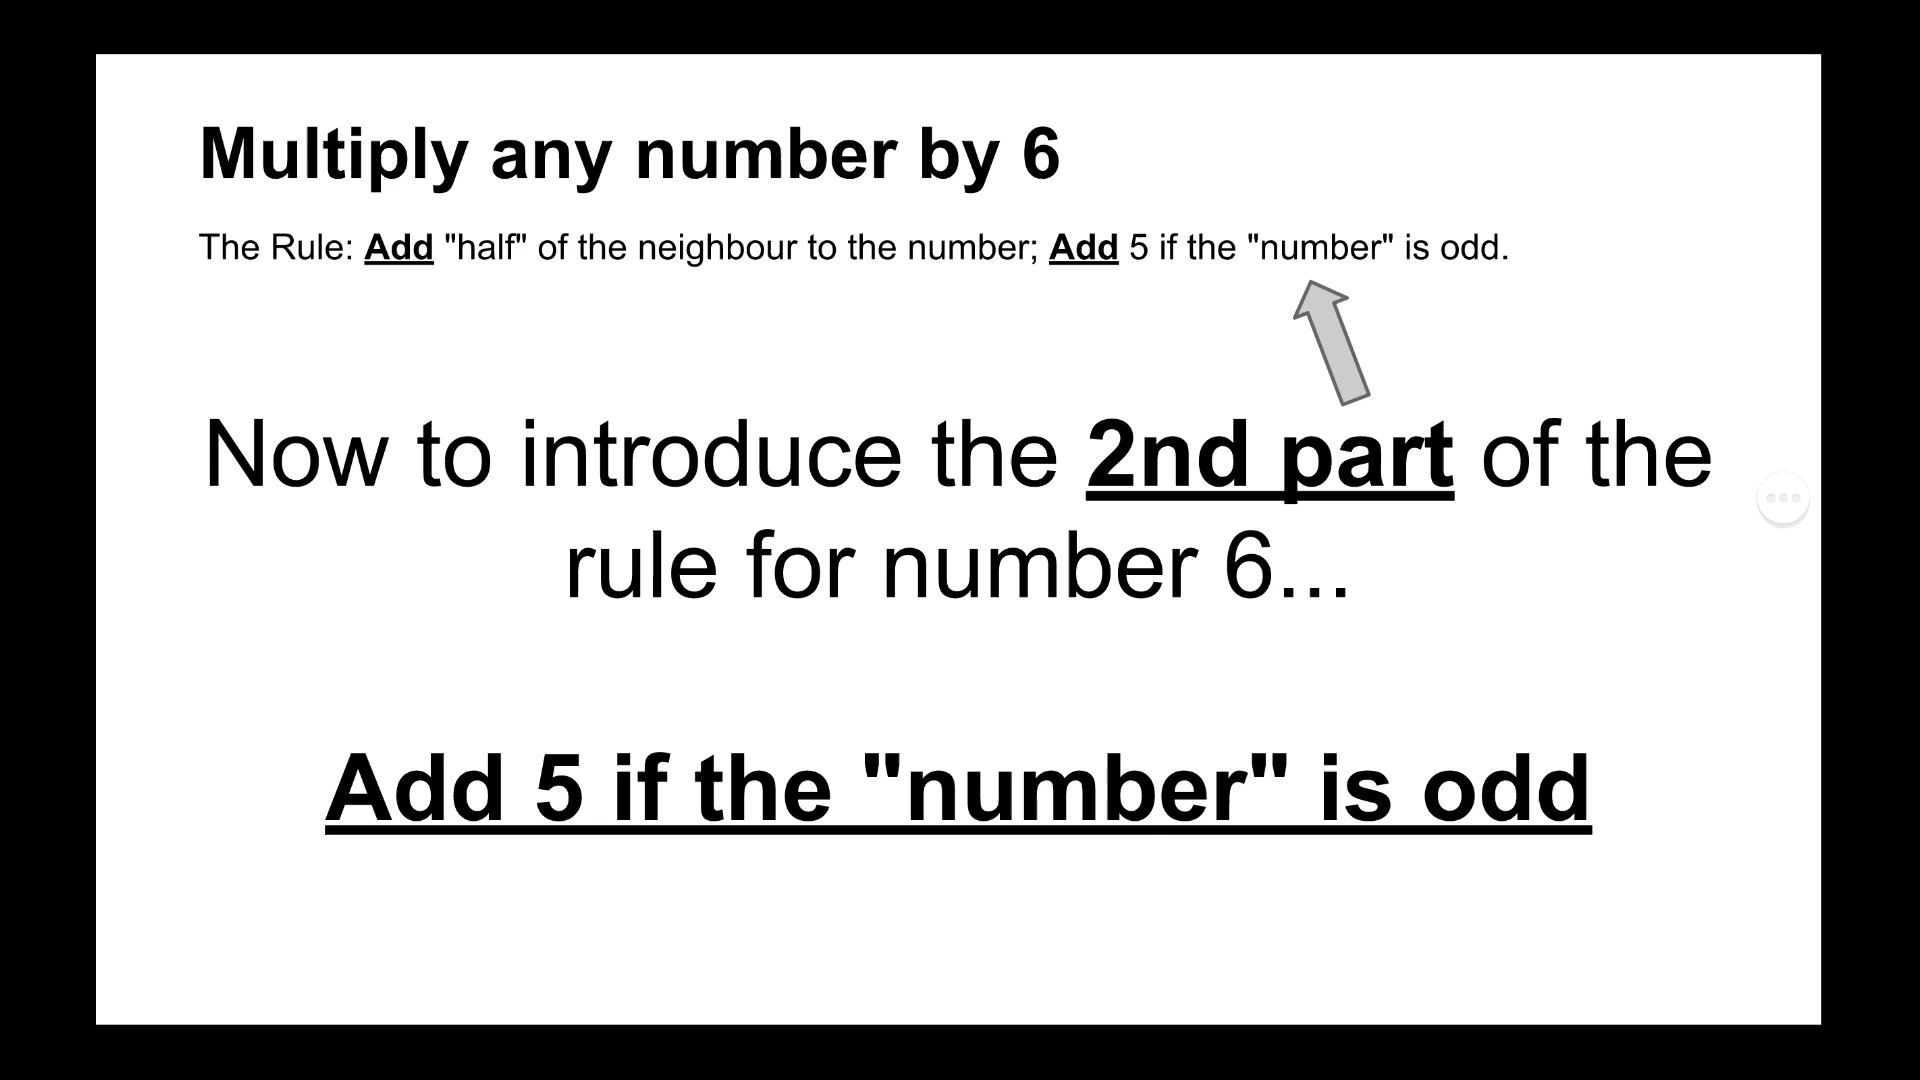 Multiply any number by 6
The Rule: Add "half" of the neighbour to the number; Add 5 if the "number" is odd.
Now to introduce the 2nd part of the
rule for number 6...
Add 5 if the "number" is odd